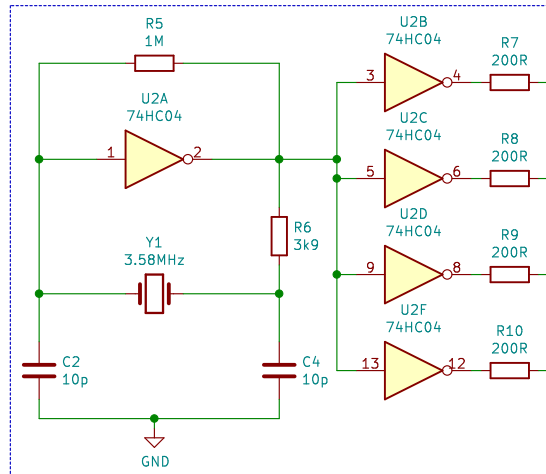 R5
1M
U2A
74HC04
1
2
R6
3k9
Y1
3.58MHz
C2
10p
C4
10p
GND
U2B
74HC04
3
4
R7
200R
U2C
74HC04
5
6
R8
200R
U2D
74HC04
9
8
R9
200R
U2F
74HC04
13
12
R10
200R